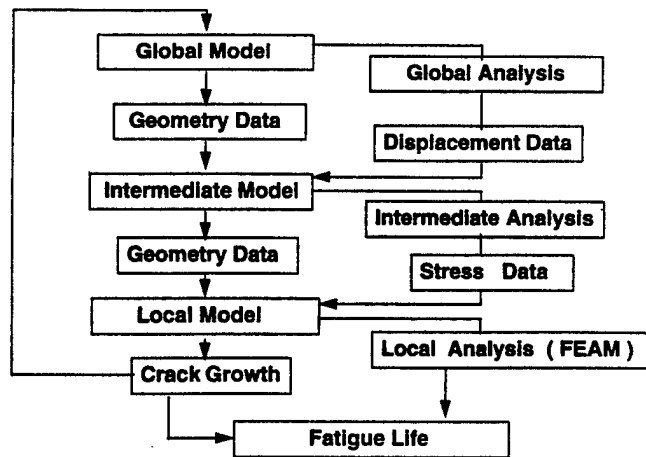 Global Model
Global Analysis
Geometry Data
Displacement Data
Intermediate Model
Intermediate Analysis
Geometry Data
Stress Data
Local Model
Local Analysis ( FEAM )
Crack Growth
Fatigue Life